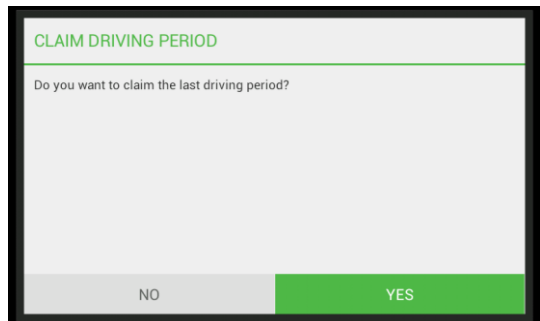 CLAIM DRIVING PERIOD
Do you want to claim the last driving period?
NO
YES